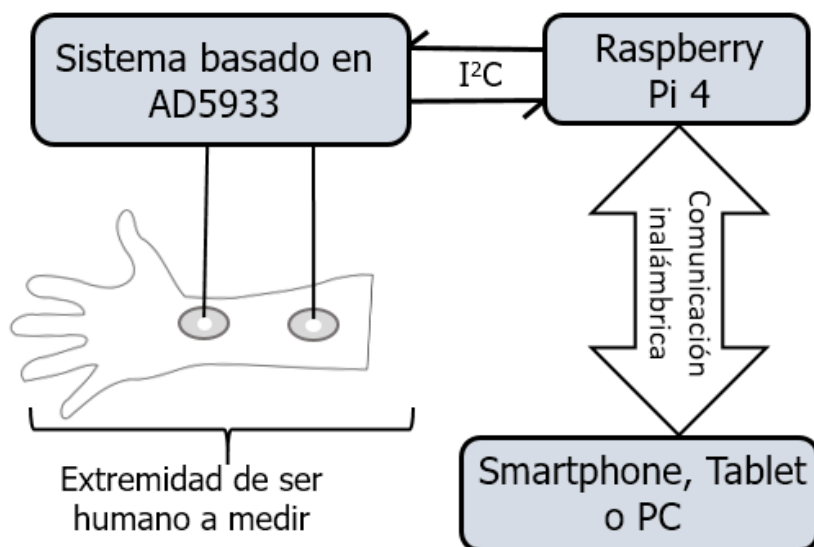 Sistema basado en
AD5933
I²C
Raspberry
Pi 4
Comunicación
inalámbrica
Extremidad de ser
humano a medir
Smartphone, Tablet
o PC